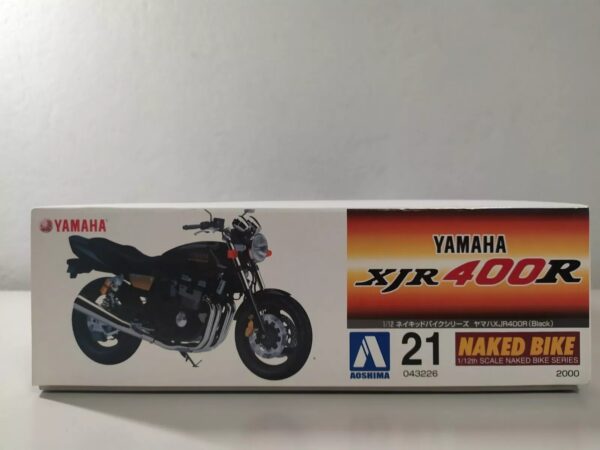 YAMAHA
YAMAHA
XJR 400R
1/12 ネイキッドバイクシリーズ ヤマハXJR400R(Black)
AOSHIMA
21
043226
NAKED BIKE
1/12th SCALE NAKED BIKE SERIES
2000